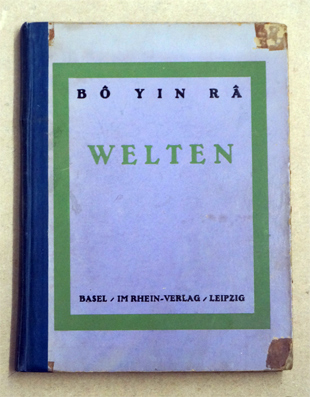 BÔ YIN RÂ
WELTEN
BASEL / IM RHEIN-VERLAG / LEIPZIG